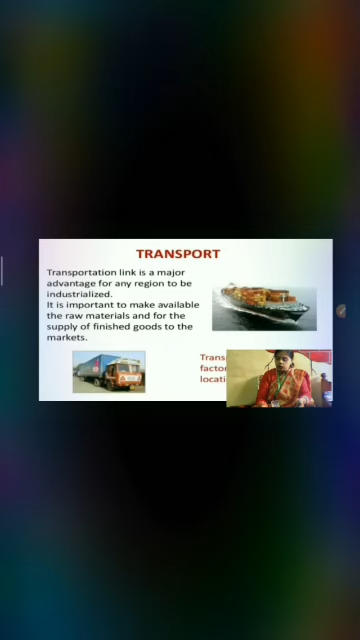 TRANSPORT
Transportation link is a major
advantage for any region to be
industrialized.
It is important to make available
the raw materials and for the
supply of finished goods to the
markets.